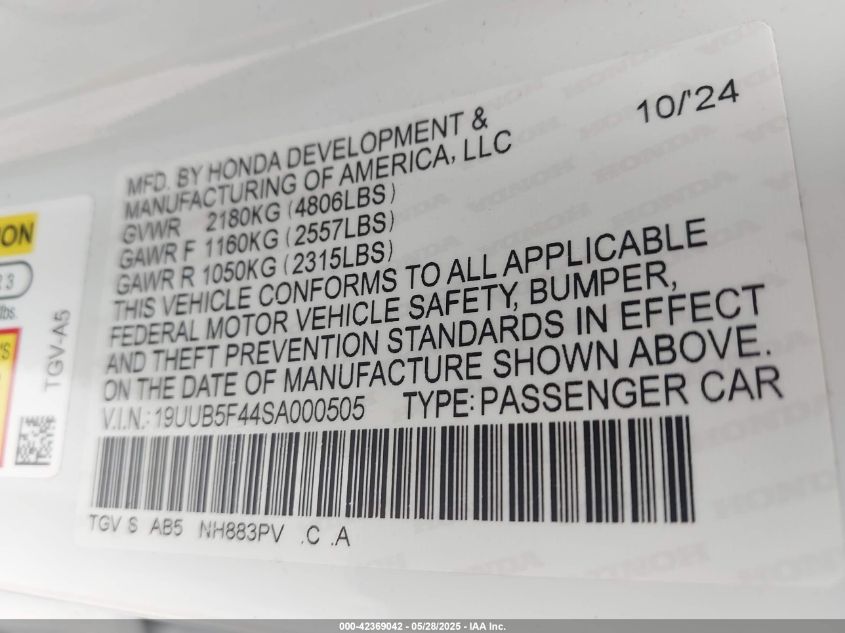 10/'24
MFD. BY HONDA DEVELOPMENT &
MANUFACTURING OF AMERICA, LLC
GVWR 2180KG (4806LBS)
GAWR F 1160KG (2557LBS)
GAWR R 1050KG (2315LBS)
THIS VEHICLE CONFORMS TO ALL APPLICABLE
FEDERAL MOTOR VEHICLE SAFETY, BUMPER,
AND THEFT PREVENTION STANDARDS IN EFFECT
ON THE DATE OF MANUFACTURE SHOWN ABOVE.
V.I.N.: 19UUB5F44SA000505 TYPE: PASSENGER CAR
TGV S AB5 NH883PV .C .A
ION
3
lbs.
'S
TGV-A5
000-42369042 - 05/28/2025 - IAA Inc.